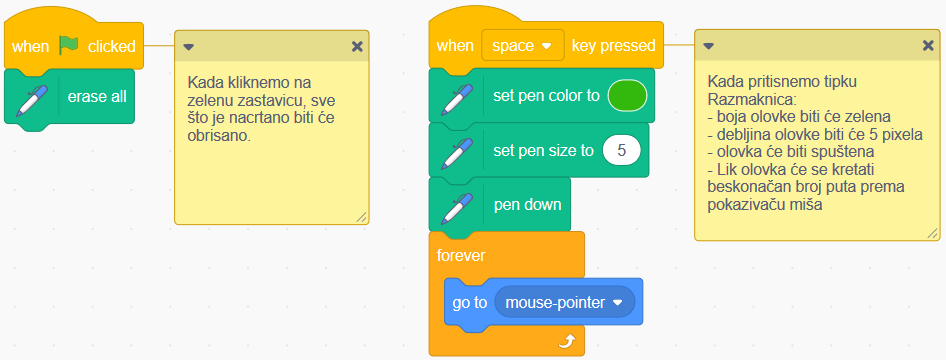 when clicked
erase all
Kada kliknemo na
zelenu zastavicu, sve
što je nacrtano biti će
obrisano.
when space key pressed
set pen color to
set pen size to 5
pen down
forever
go to mouse-pointer
Kada pritisnemo tipku
Razmaknica:
- boja olovke biti će zelena
- debljina olovke biti će 5 pixela
- olovka će biti spuštena
- Lik olovka će se kretati
beskonačan broj puta prema
pokazivaču miša